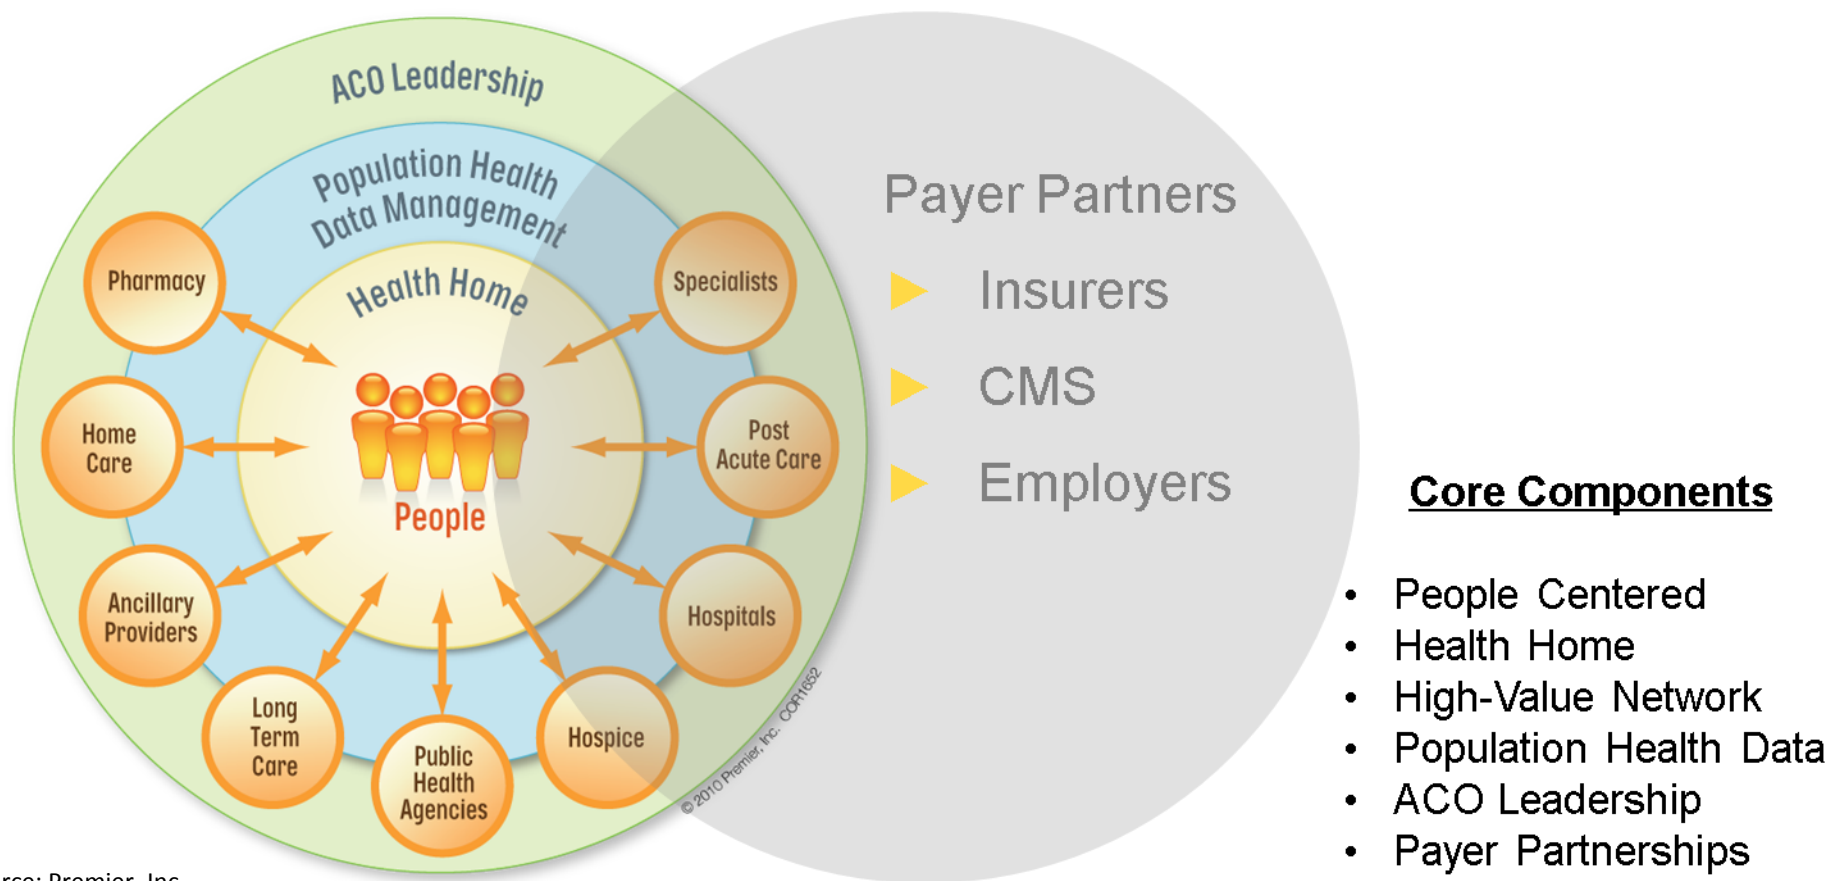 ACO Leadership
Population Health
Data Management
Health Home
Pharmacy
Specialists
Home
Care
Post
Acute Care
People
Ancillary
Providers
Hospitals
Long
Term
Care
Public
Health
Agencies
Hospice
© 2010 Premier, Inc. COR1652
Payer Partners
Insurers
CMS
Employers
Core Components
• People Centered
• Health Home
• High-Value Network
• Population Health Data
• ACO Leadership
• Payer Partnerships
Premier, Inc